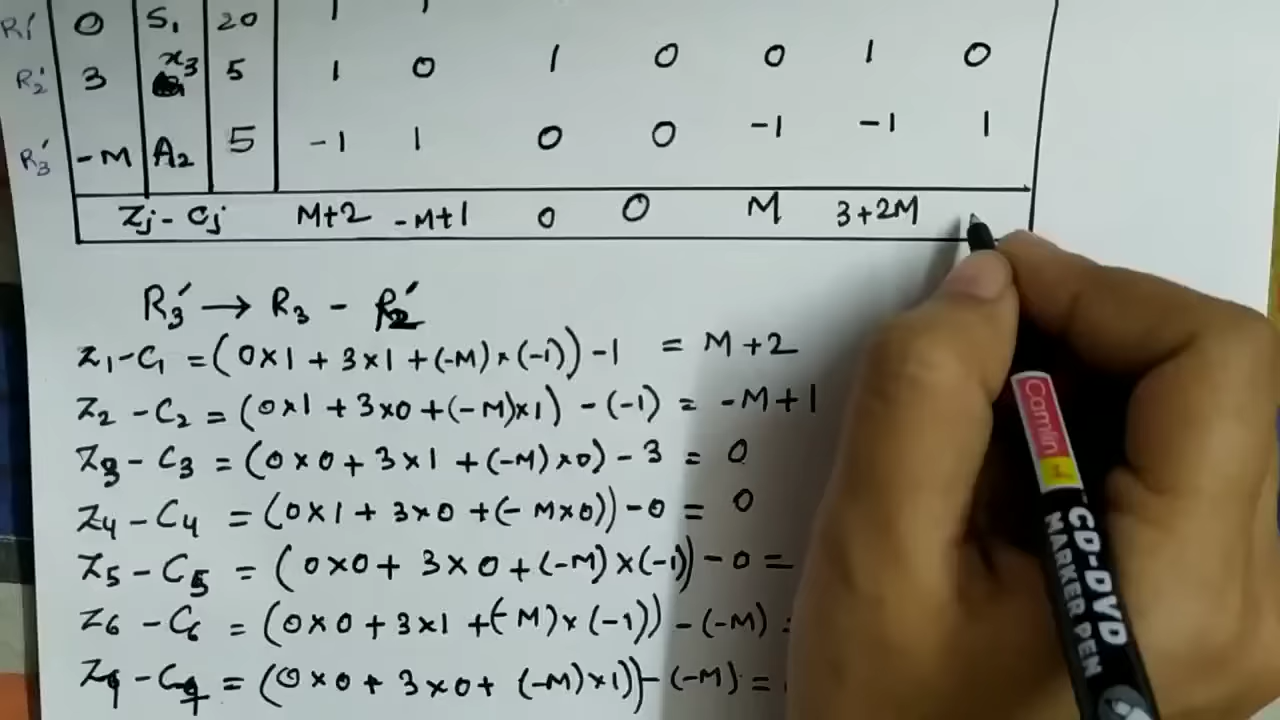 R1' 0 S1 20 1 1
R2' 3 x3 5 1 0 1 0 0 1 0
R3' -M A2 5 -1 1 0 0 -1 -1 1
Zj - Cj M+2 -M+1 0 0 M 3+2M
R3' → R3 - R2'
Z1-C1 = (0×1 + 3×1 + (-M)×(-1)) -1 = M+2
Z2 - C2 = (0×1 + 3×0 + (-M)×1) - (-1) = -M+1
Z3 - C3 = (0×0 + 3×1 + (-M)×0) - 3 = 0
Z4 - C4 = (0×1 + 3×0 + (-M×0)) - 0 = 0
Z5 - C5 = (0×0 + 3×0 + (-M)×(-1)) - 0 =
Z6 - C6 = (0×0 + 3×1 + (-M)×(-1)) - (-M)
- = (0×0 + 3×0 + (-M)×1)) - (-M) =
Camlin
CD-DVD
MARKER PEN